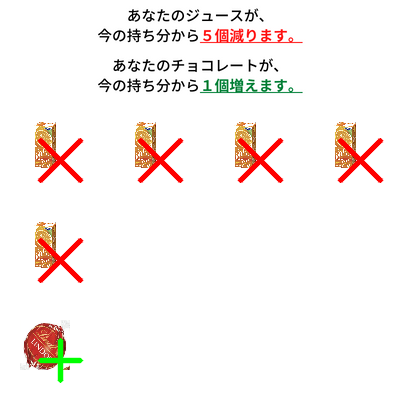 あなたのジュースが、
今の持ち分から５個減ります。
あなたのチョコレートが、
今の持ち分から１個増えます。
LINDT